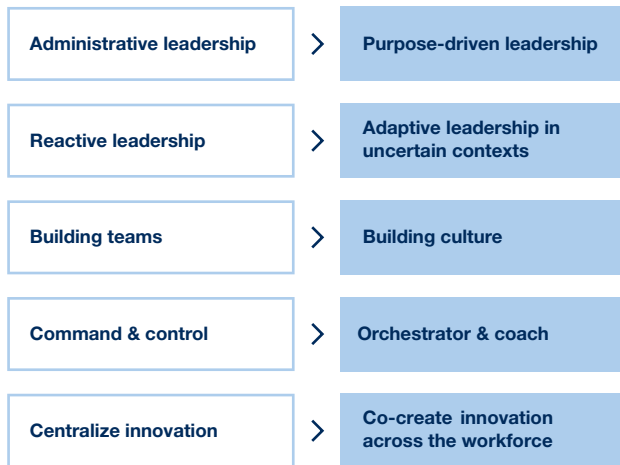 Administrative leadership
Purpose-driven leadership
Reactive leadership
Adaptive leadership in
uncertain contexts
Building teams
Building culture
Command & control
Orchestrator & coach
Centralize innovation
Co-create innovation
across the workforce